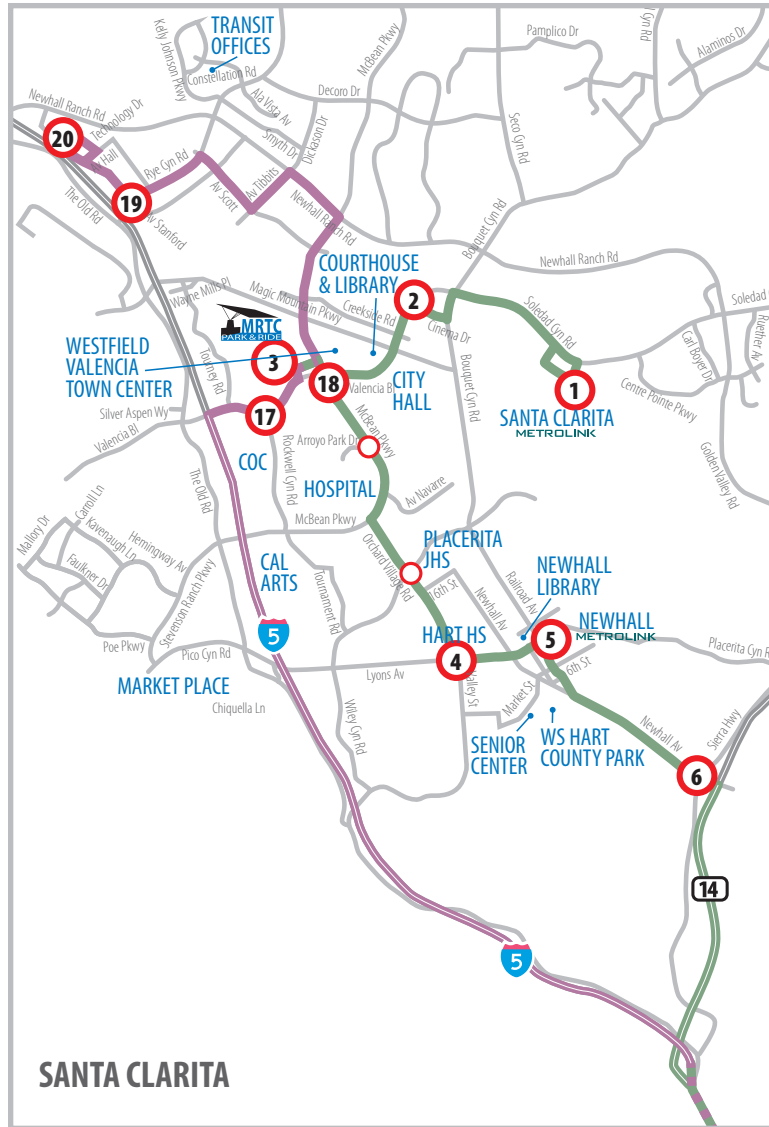 TRANSIT
OFFICES
Kelly Johnson Pkwy
Constellation Rd
McBean Pkwy
Pamplico Dr
l Cyn Rd
Alaminos Dr
Newhall Ranch Rd
Technology Dr
Decoro Dr
Ala Vista Av
Smyth Dr
Dickason Dr
Seco Cyn Rd
20
Hall
Rye Cyn Rd
Av Tibbits
Av Scott
19
The Old Rd
Av Stanford
Newhall Ranch Rd
Bouquet Cyn Rd
Newhall Ranch Rd
COURTHOUSE
& LIBRARY
Wayne Mills Pl
Magic Mountain Pkwy
Creekside Rd
2
Cinema Dr
Soledad Cyn Rd
Soledad C
Ruether Av
MRTC
PARK & RIDE
WESTFIELD
VALENCIA
TOWN CENTER
3
18
Valencia Bl
CITY
HALL
Bouquet Cyn Rd
1
Carl Boyer Dr
Centre Pointe Pkwy
SANTA CLARITA
METROLINK
Tourney Rd
Silver Aspen Wy
17
Valencia Bl
COC
Rockwell Cyn Rd
McBean Pkwy
Arroyo Park Dr
HOSPITAL
Av Navarre
Golden Valley Rd
The Old Rd
McBean Pkwy
Mallory Dr
Carroll Ln
Kavenaugh Ln
Hemingway Av
Faulkner Dr
Stevenson Ranch Pkwy
Poe Pkwy
CAL
ARTS
Orchard Village Rd
PLACERITA
JHS
16th St
Newhall Av
Railroad Av
NEWHALL
LIBRARY
NEWHALL
METROLINK
Tournament Rd
5
HART HS
4
5
6th St
Placerita Cyn R
Pico Cyn Rd
MARKET PLACE
Chiquella Ln
Lyons Av
Valley St
Market St
Wiley Cyn Rd
SENIOR
CENTER
WS HART
COUNTY PARK
Newhall Av
Sierra Hwy
6
14
5
SANTA CLARITA